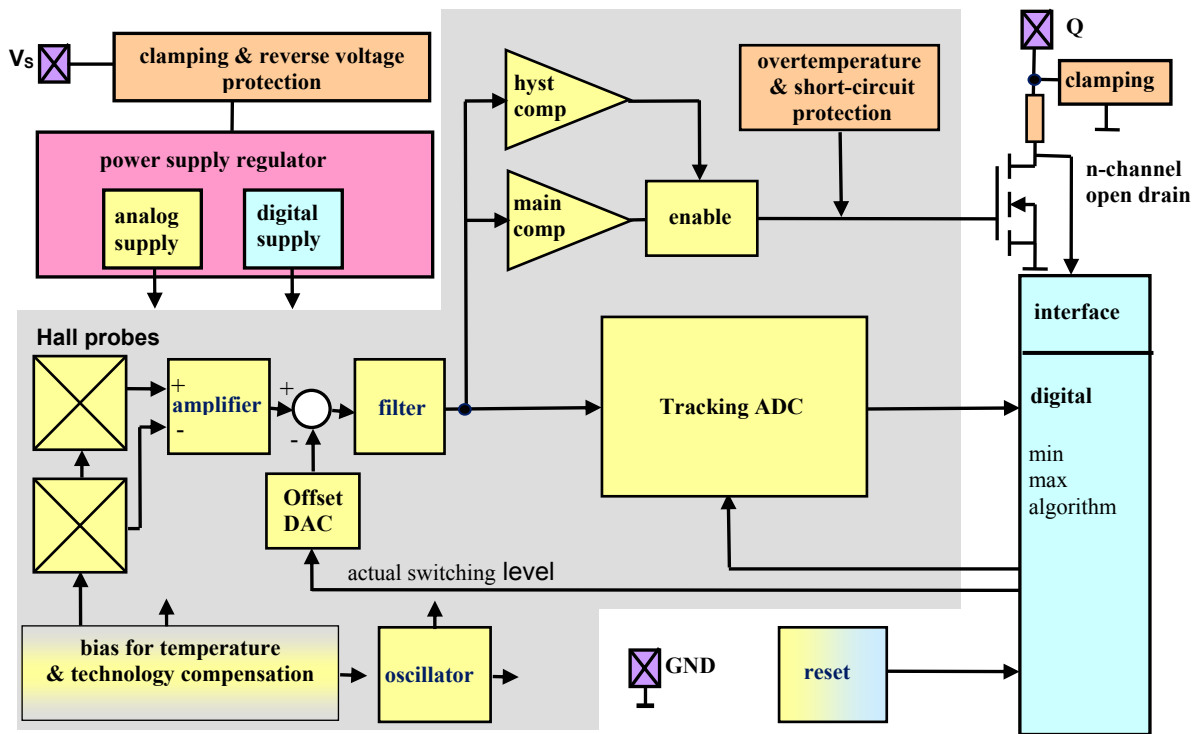 V_S
clamping & reverse voltage
protection
power supply regulator
analog
supply
digital
supply
hyst
comp
main
comp
enable
overtemperature
& short-circuit
protection
Q
clamping
n-channel
open drain
interface
digital
min
max
algorithm
Hall probes
+
-
amplifier
+
-
filter
Tracking ADC
Offset
DAC
actual switching level
bias for temperature
& technology compensation
oscillator
GND
reset